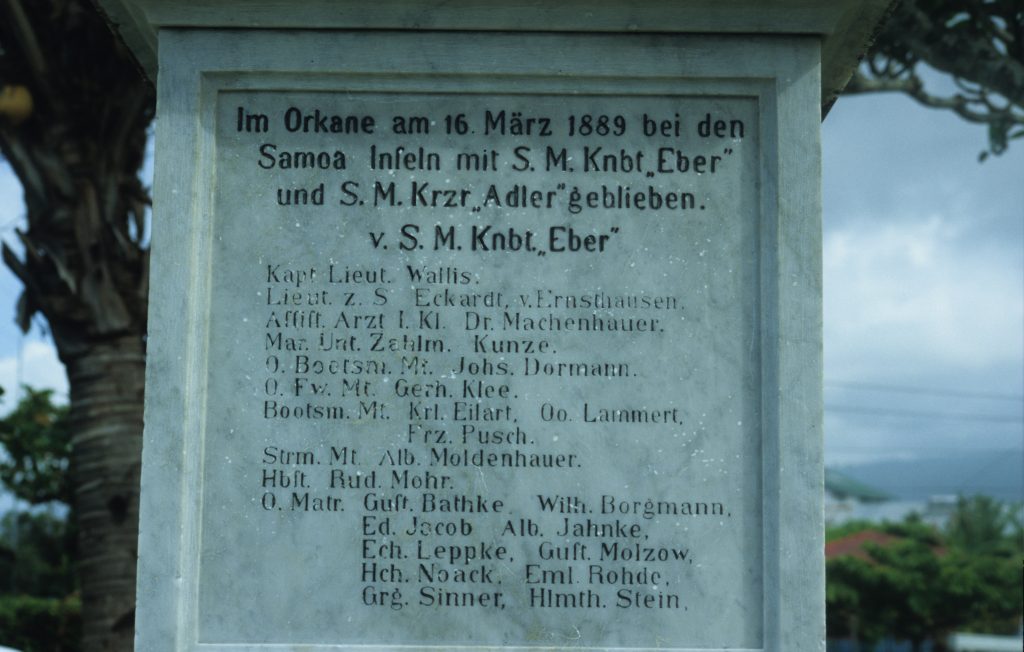 Im Orkane am 16. März 1889 bei den
Samoa Inſeln mit S. M. Knbt. „Eber"
und S. M. Krzr. „Adler" geblieben.
v. S. M. Knbt. „Eber"
Kapt. Lieut. Wallis.
Lieut. z. S. Eckardt, v. Ernsthausen.
Aſſiſt. Arzt I. Kl. Dr. Machenhauer.
Mar. Unt. Zahlm. Kunze.
O. Bootsm. Mt. Johs. Dormann.
O. Fw. Mt. Gerh. Klee.
Bootsm. Mt. Krl. Eilart, Oo. Lammert,
Frz. Pusch.
Strm. Mt. Alb. Moldenhauer.
Hbſt. Rud. Mohr.
O. Matr. Guſt. Bathke. Wilh. Borgmann,
Ed. Jacob Alb. Jahnke,
Ech. Leppke, Guſt. Molzow,
Hch. Noack, Eml. Rohde,
Grg. Sinner, Hlmth. Stein,